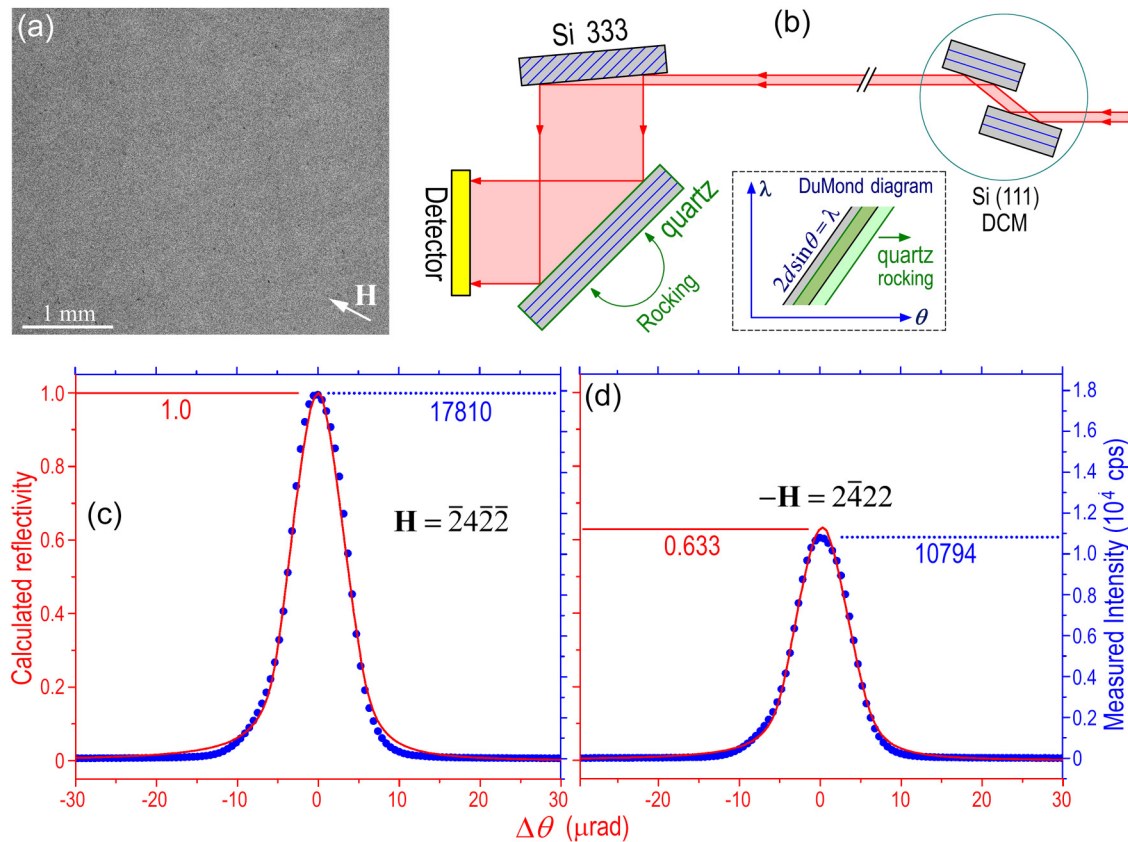 (a)
H
1 mm
(b)
Si 333
Detector
quartz
Rocking
Si (111)
DCM
DuMond diagram
λ
2d sinθ = λ
quartz
rocking
θ
(c)
1.0
17810
H = 2̄42̄2̄
Calculated reflectivity
1.0
0.8
0.6
0.4
0.2
0
-30
-20
-10
0
10
20
30
(d)
0.633
10794
−H = 24̄22
Measured Intensity (10⁴ cps)
1.8
1.6
1.4
1.2
1.0
0.8
0.6
0.4
0.2
0
-20
-10
0
10
20
30
Δθ (μrad)